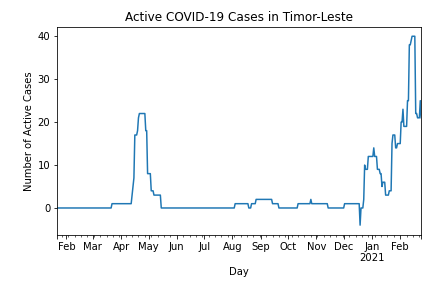 Active COVID-19 Cases in Timor-Leste
Number of Active Cases
40
30
20
10
0
Feb Mar Apr May Jun Jul Aug Sep Oct Nov Dec Jan Feb
2021
Day